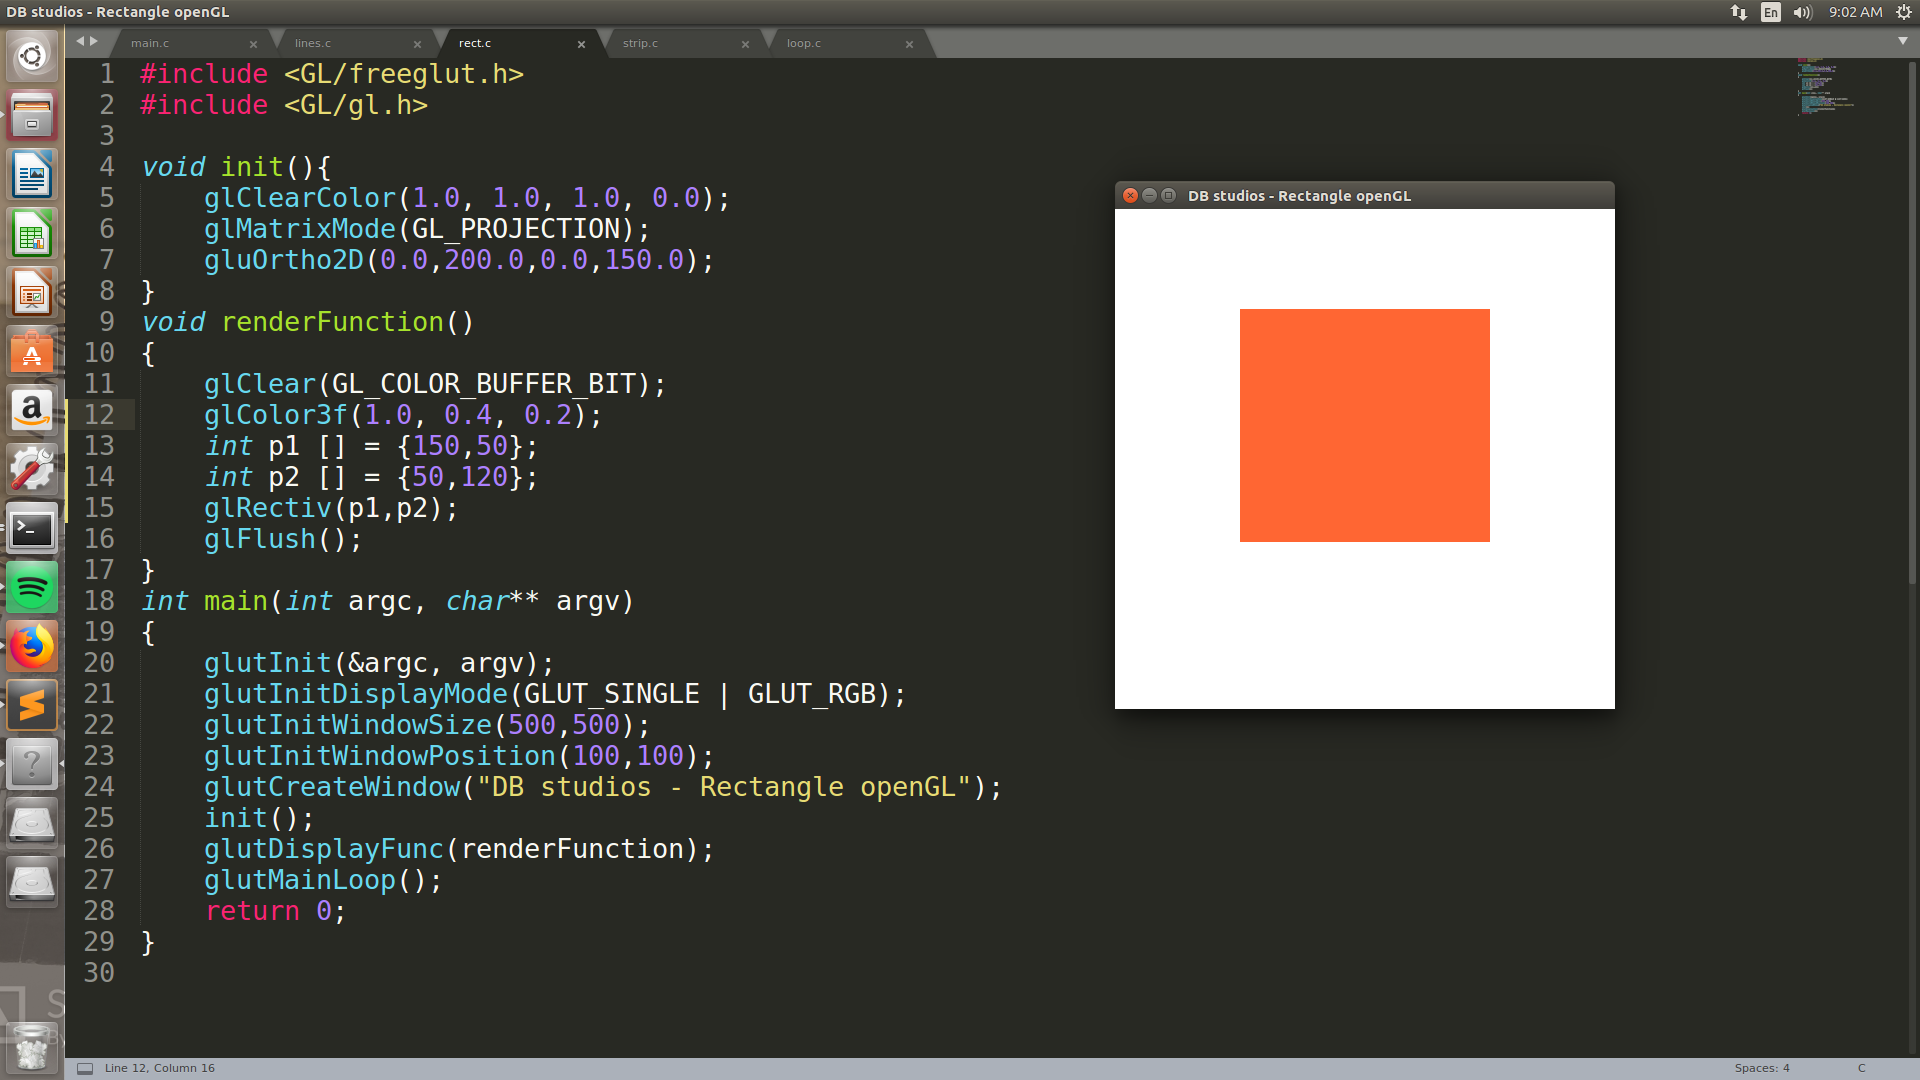 DB studios - Rectangle openGL
En
9:02 AM
main.c
lines.c
rect.c
strip.c
loop.c
1 #include <GL/freeglut.h>
2 #include <GL/gl.h>
3
4 void init(){
5     glClearColor(1.0, 1.0, 1.0, 0.0);
6     glMatrixMode(GL_PROJECTION);
7     gluOrtho2D(0.0,200.0,0.0,150.0);
8 }
9 void renderFunction()
10 {
11     glClear(GL_COLOR_BUFFER_BIT);
12     glColor3f(1.0, 0.4, 0.2);
13     int p1 [] = {150,50};
14     int p2 [] = {50,120};
15     glRectiv(p1,p2);
16     glFlush();
17 }
18 int main(int argc, char** argv)
19 {
20     glutInit(&argc, argv);
21     glutInitDisplayMode(GLUT_SINGLE | GLUT_RGB);
22     glutInitWindowSize(500,500);
23     glutInitWindowPosition(100,100);
24     glutCreateWindow("DB studios - Rectangle openGL");
25     init();
26     glutDisplayFunc(renderFunction);
27     glutMainLoop();
28     return 0;
29 }
30
DB studios - Rectangle openGL
Line 12, Column 16
Spaces: 4
C